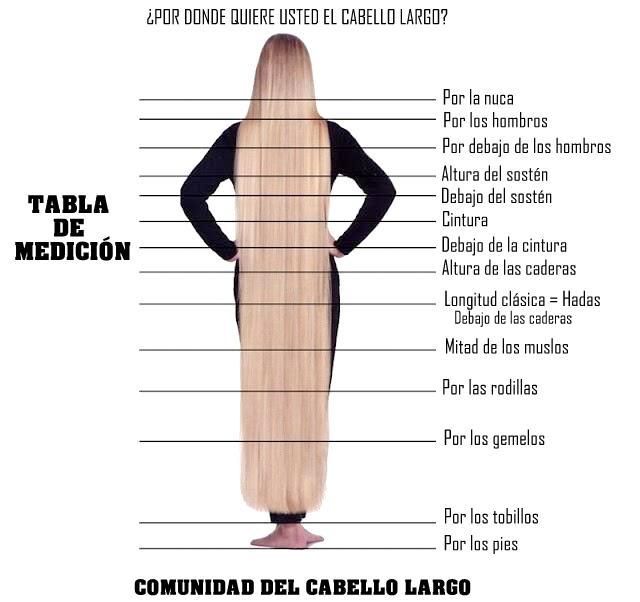 ¿POR DONDE QUIERE USTED EL CABELLO LARGO?
Por la nuca
Por los hombros
Por debajo de los hombros
Altura del sostén
Debajo del sostén
Cintura
Debajo de la cintura
Altura de las caderas
Longitud clásica = Hadas
Debajo de las caderas
Mitad de los muslos
Por las rodillas
Por los gemelos
Por los tobillos
Por los pies
TABLA
DE
MEDICIÓN
COMUNIDAD DEL CABELLO LARGO